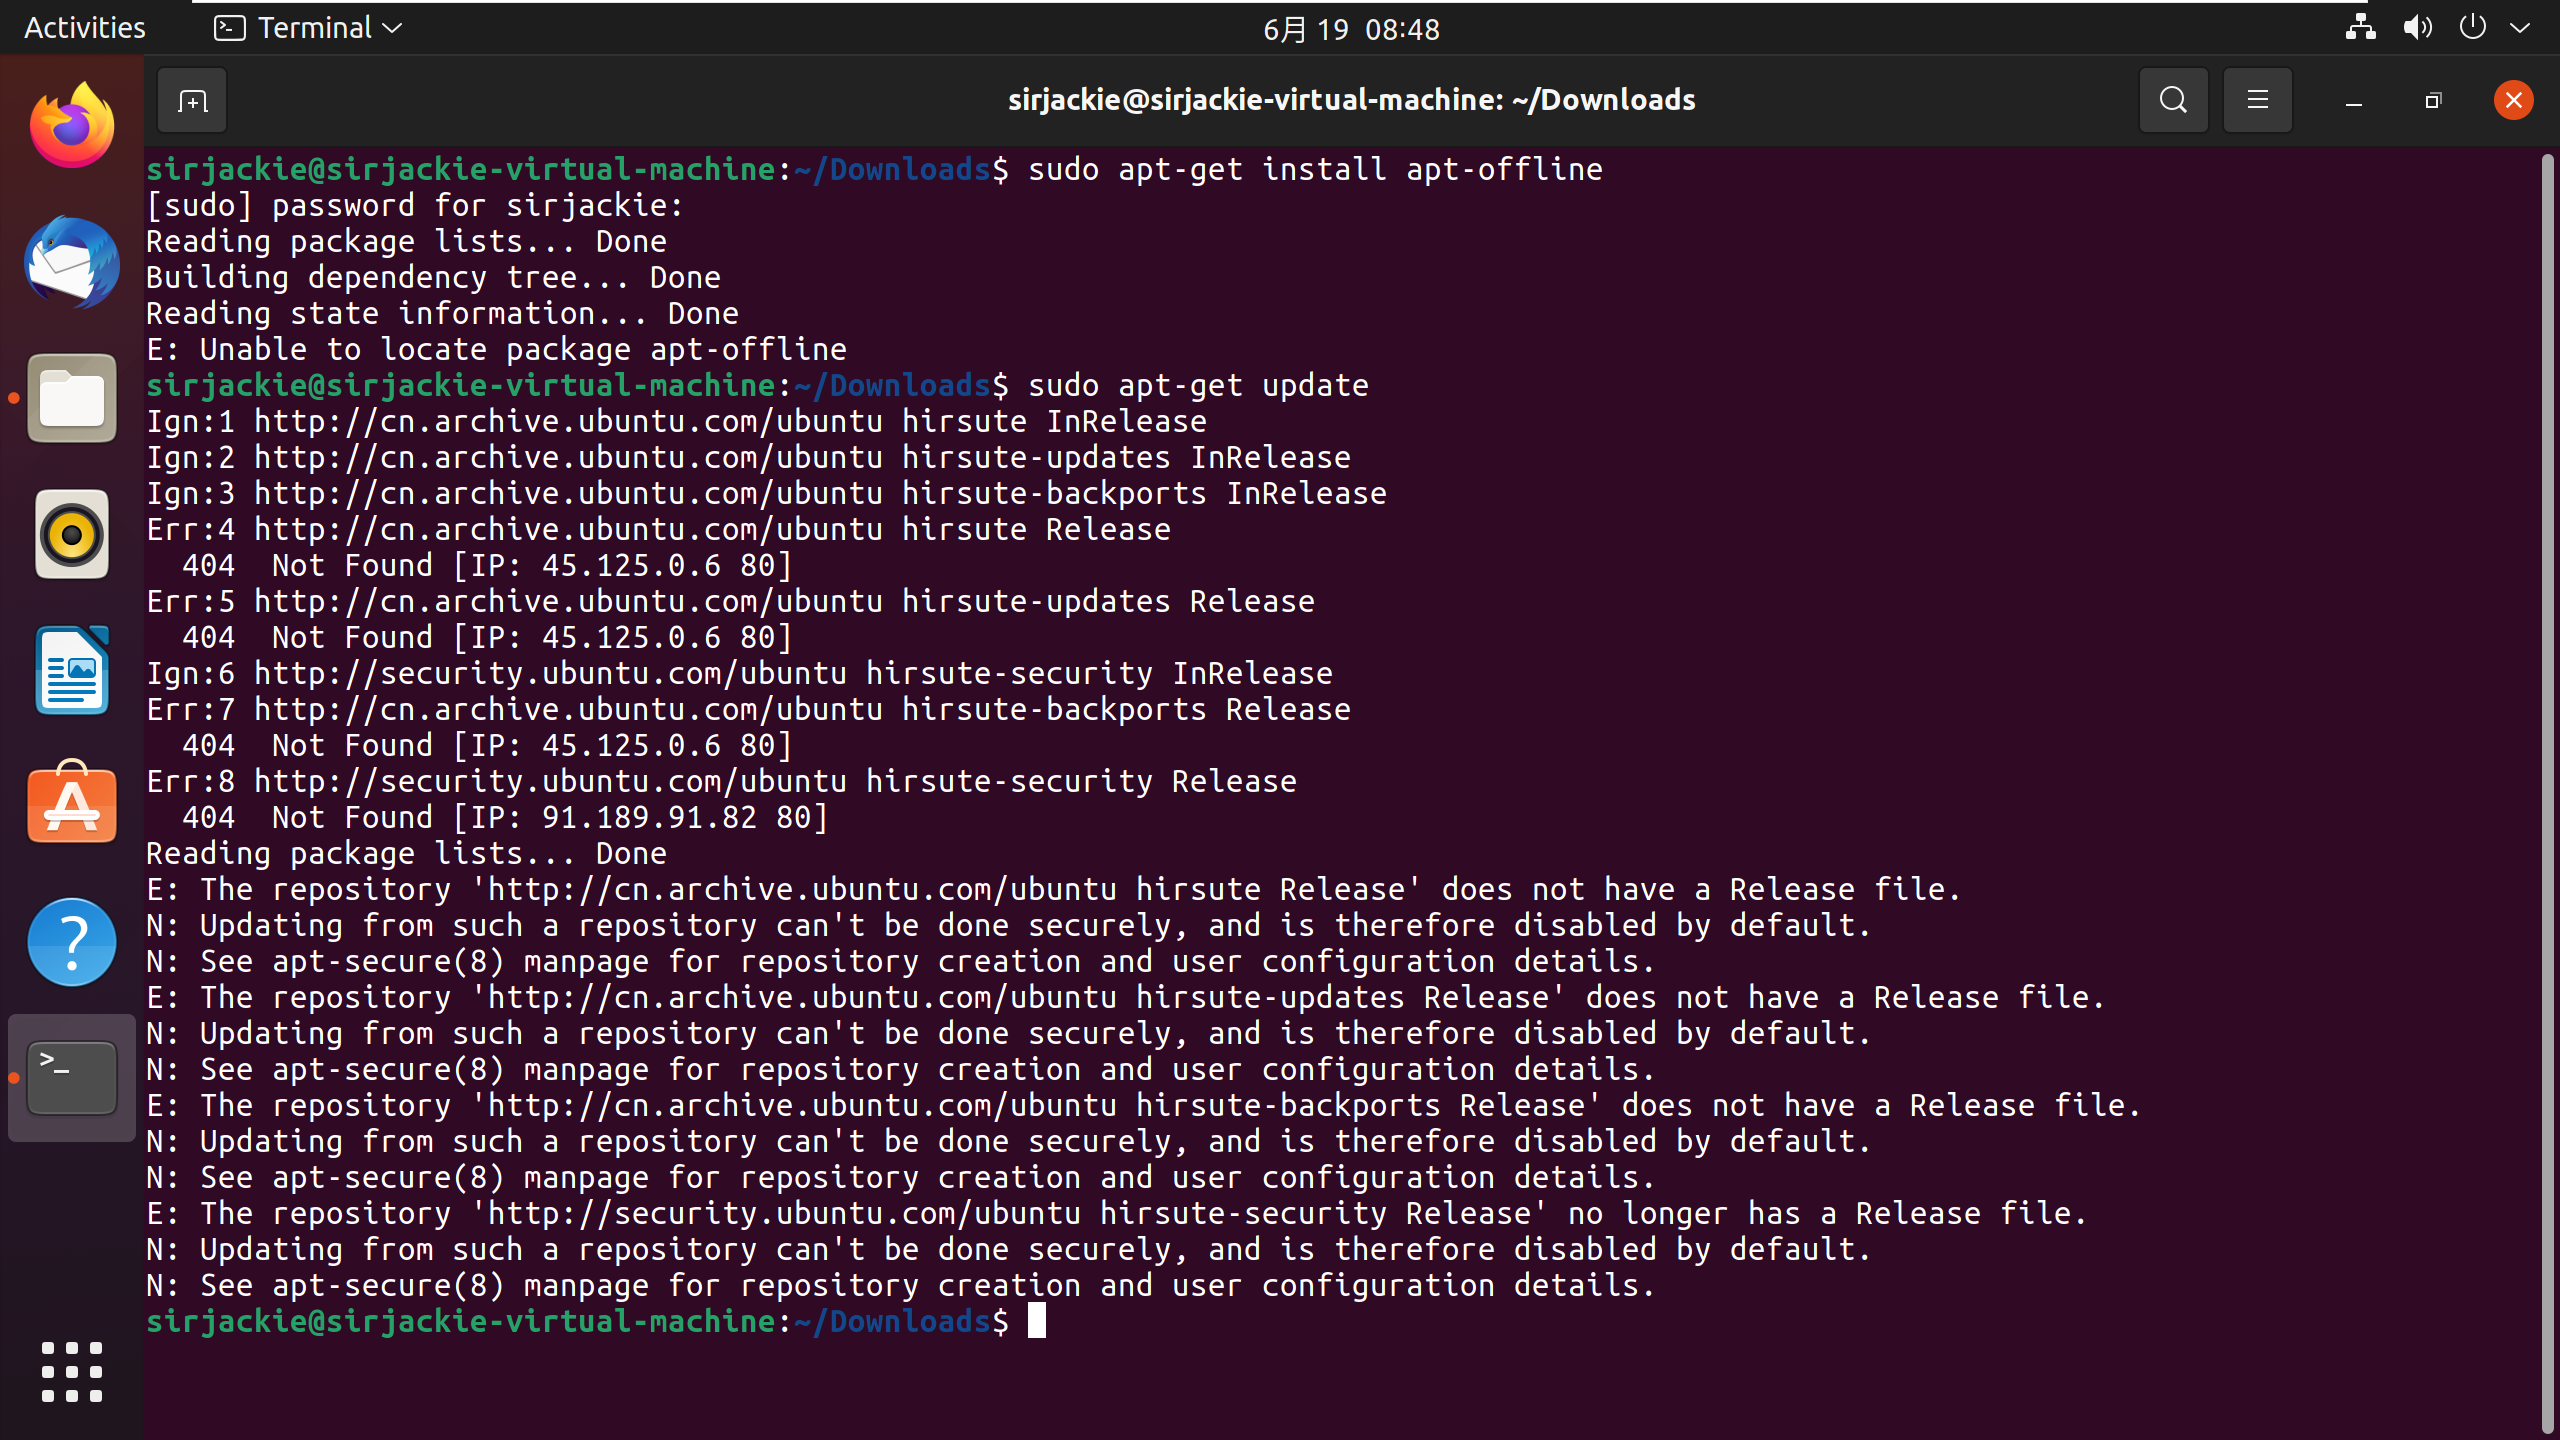 Activities
Terminal
6月 19 08:48
sirjackie@sirjackie-virtual-machine: ~/Downloads
sirjackie@sirjackie-virtual-machine:~/Downloads$ sudo apt-get install apt-offline
[sudo] password for sirjackie:
Reading package lists... Done
Building dependency tree... Done
Reading state information... Done
E: Unable to locate package apt-offline
sirjackie@sirjackie-virtual-machine:~/Downloads$ sudo apt-get update
Ign:1 http://cn.archive.ubuntu.com/ubuntu hirsute InRelease
Ign:2 http://cn.archive.ubuntu.com/ubuntu hirsute-updates InRelease
Ign:3 http://cn.archive.ubuntu.com/ubuntu hirsute-backports InRelease
Err:4 http://cn.archive.ubuntu.com/ubuntu hirsute Release
  404  Not Found [IP: 45.125.0.6 80]
Err:5 http://cn.archive.ubuntu.com/ubuntu hirsute-updates Release
  404  Not Found [IP: 45.125.0.6 80]
Ign:6 http://security.ubuntu.com/ubuntu hirsute-security InRelease
Err:7 http://cn.archive.ubuntu.com/ubuntu hirsute-backports Release
  404  Not Found [IP: 45.125.0.6 80]
Err:8 http://security.ubuntu.com/ubuntu hirsute-security Release
  404  Not Found [IP: 91.189.91.82 80]
Reading package lists... Done
E: The repository 'http://cn.archive.ubuntu.com/ubuntu hirsute Release' does not have a Release file.
N: Updating from such a repository can't be done securely, and is therefore disabled by default.
N: See apt-secure(8) manpage for repository creation and user configuration details.
E: The repository 'http://cn.archive.ubuntu.com/ubuntu hirsute-updates Release' does not have a Release file.
N: Updating from such a repository can't be done securely, and is therefore disabled by default.
N: See apt-secure(8) manpage for repository creation and user configuration details.
E: The repository 'http://cn.archive.ubuntu.com/ubuntu hirsute-backports Release' does not have a Release file.
N: Updating from such a repository can't be done securely, and is therefore disabled by default.
N: See apt-secure(8) manpage for repository creation and user configuration details.
E: The repository 'http://security.ubuntu.com/ubuntu hirsute-security Release' no longer has a Release file.
N: Updating from such a repository can't be done securely, and is therefore disabled by default.
N: See apt-secure(8) manpage for repository creation and user configuration details.
sirjackie@sirjackie-virtual-machine:~/Downloads$